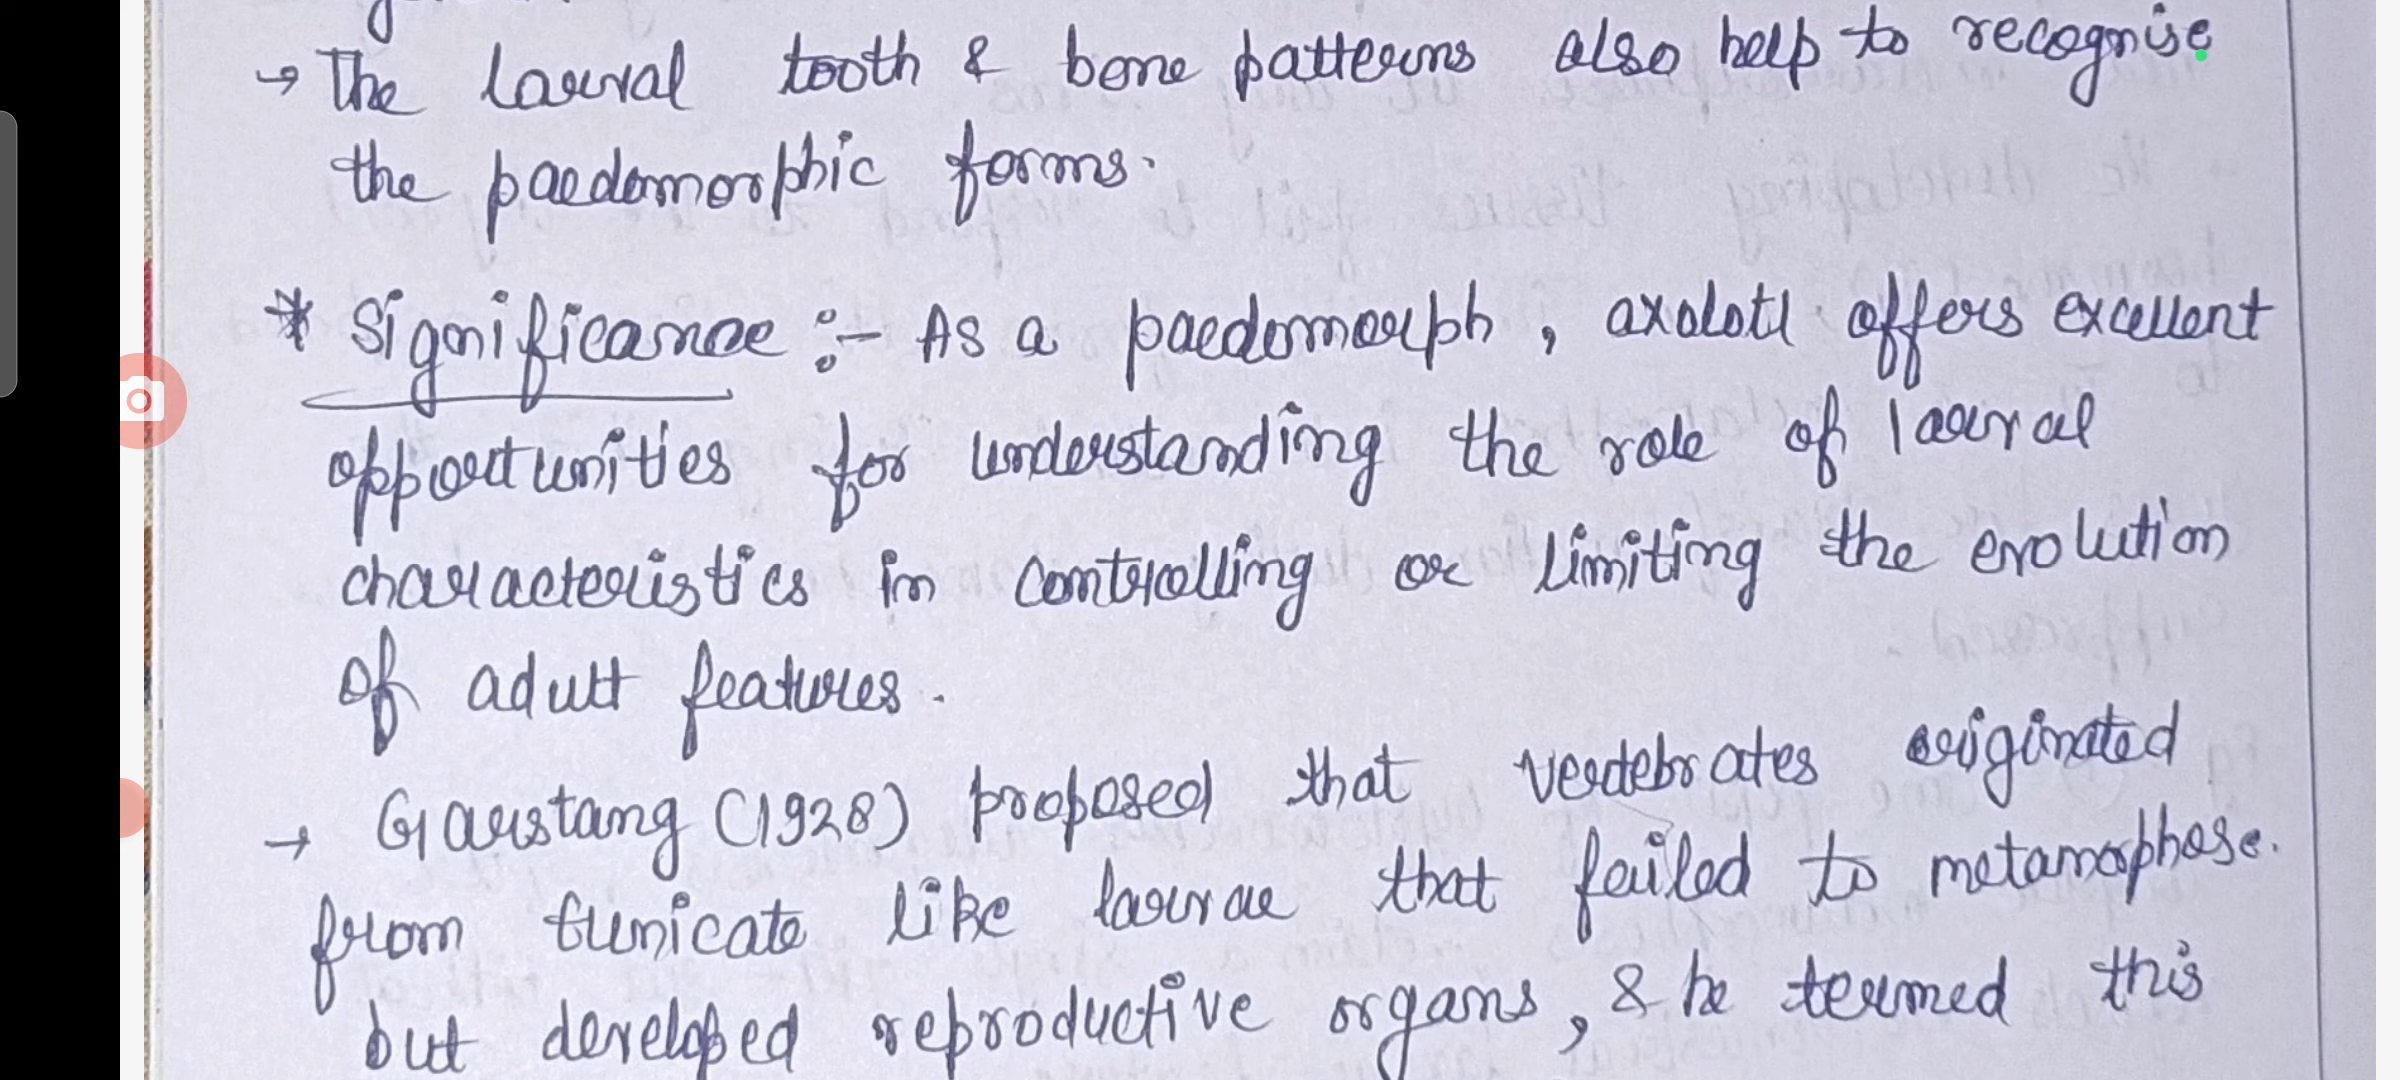 → The larval tooth & bone patterns also help to recognise
the paedomorphic forms.
* Significance :- As a paedomorph, axolotl offers excellent
opportunities for understanding the role of larval
characteristics in controlling or limiting the evolution
of adult features.
→ Garstang (1928) proposed that vertebrates originated
from tunicate like larvae that failed to metamorphose.
but developed reproductive organs, & he termed this